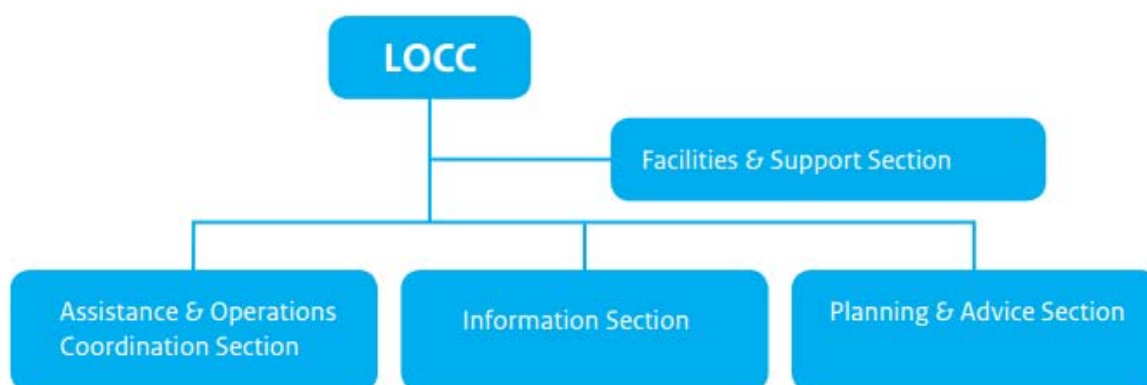 LOCC
Facilities & Support Section
Assistance & Operations
Coordination Section
Information Section
Planning & Advice Section